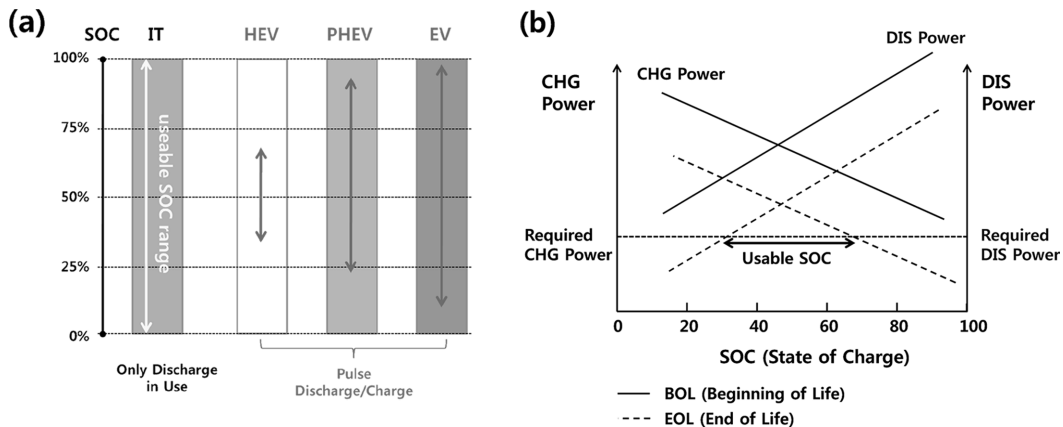 (a)
SOC IT HEV PHEV EV
100%
75%
50%
25%
0%
useable SOC range
Only Discharge
in Use
Pulse
Discharge/Charge
(b)
DIS Power
CHG Power
CHG
Power
DIS
Power
Required
CHG Power
Required
DIS Power
Usable SOC
0 20 40 60 80 100
SOC (State of Charge)
BOL (Beginning of Life)
EOL (End of Life)